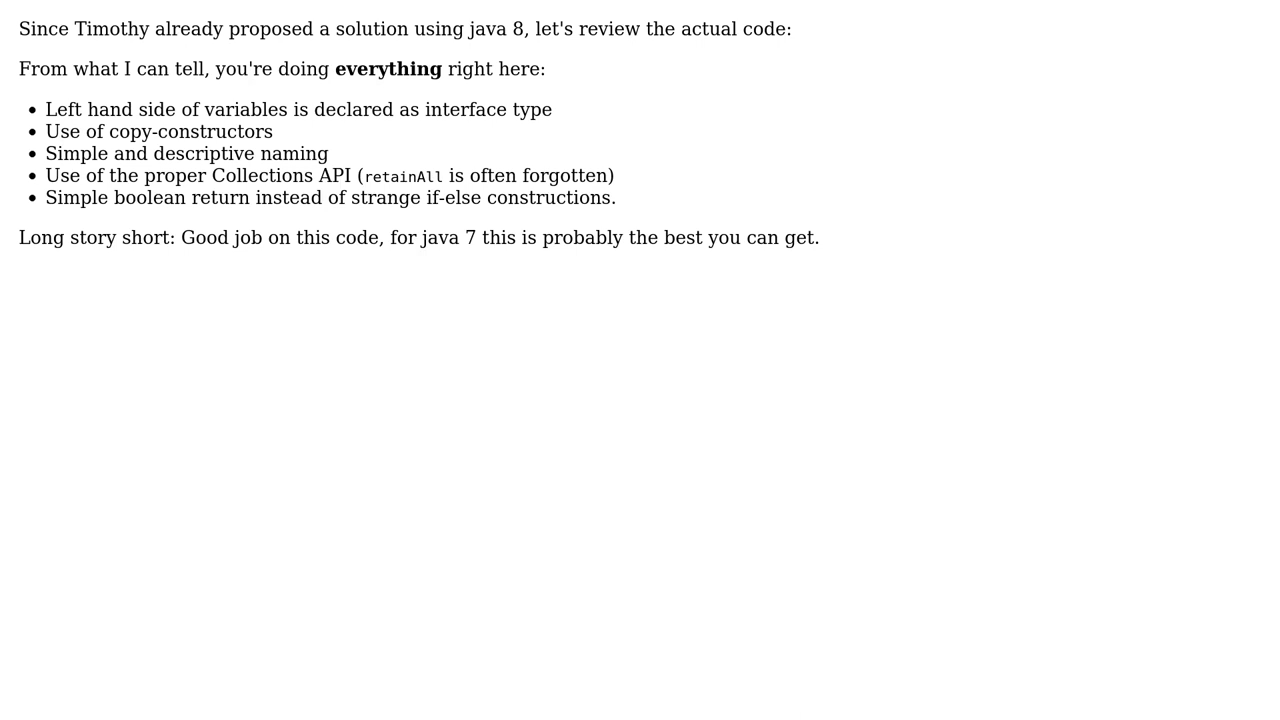 Since Timothy already proposed a solution using java 8, let's review the actual code:
From what I can tell, you're doing everything right here:
• Left hand side of variables is declared as interface type
• Use of copy-constructors
• Simple and descriptive naming
• Use of the proper Collections API (retainAll is often forgotten)
• Simple boolean return instead of strange if-else constructions.
Long story short: Good job on this code, for java 7 this is probably the best you can get.